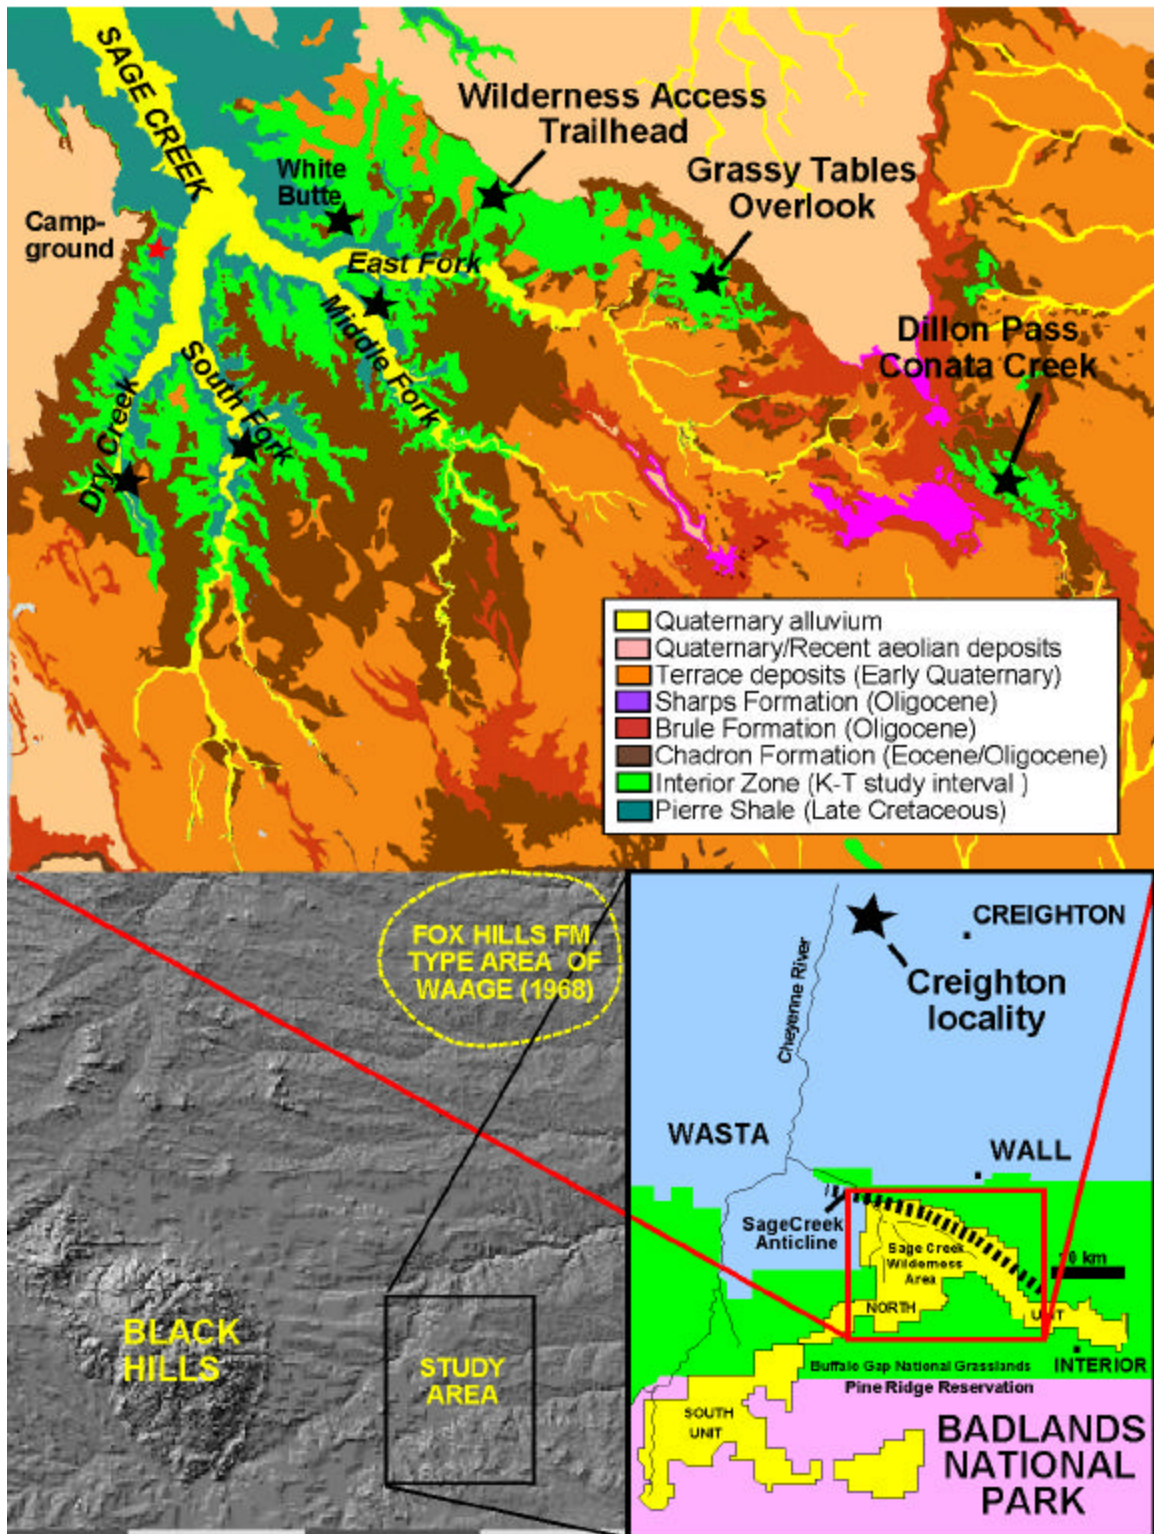 SAGE CREEK
Wilderness Access
Trailhead
White
Butte
Grassy Tables
Overlook
Camp-
ground
East Fork
Middle Fork
South Fork
Dry Creek
Dillon Pass
Conata Creek
Quaternary alluvium
Quaternary/Recent aeolian deposits
Terrace deposits (Early Quaternary)
Sharps Formation (Oligocene)
Brule Formation (Oligocene)
Chadron Formation (Eocene/Oligocene)
Interior Zone (K-T study interval )
Pierre Shale (Late Cretaceous)
FOX HILLS FM.
TYPE AREA OF
WAAGE (1968)
BLACK
HILLS
STUDY
AREA
CREIGHTON
Creighton
locality
Cheyenne River
WASTA
WALL
SageCreek
Anticline
Sage Creek
Wilderness
Area
km
NORTH
UNIT
INTERIOR
Buffalo Gap National Grasslands
Pine Ridge Reservation
SOUTH
UNIT
BADLANDS
NATIONAL
PARK